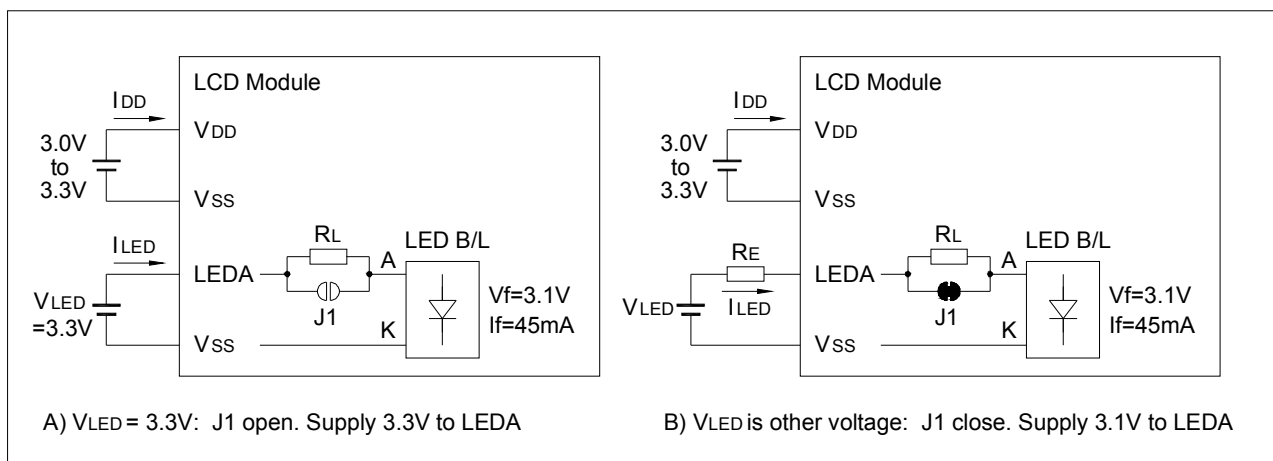 LCD Module
IDD
VDD
3.0V
to
3.3V
VSS
ILED
RL
LED B/L
LEDA
A
VLED
=3.3V
J1
Vf=3.1V
If=45mA
K
VSS
A) VLED = 3.3V: J1 open. Supply 3.3V to LEDA
LCD Module
IDD
VDD
3.0V
to
3.3V
VSS
RE
RL
LED B/L
LEDA
A
VLED
ILED
J1
Vf=3.1V
If=45mA
K
VSS
B) VLED is other voltage: J1 close. Supply 3.1V to LEDA